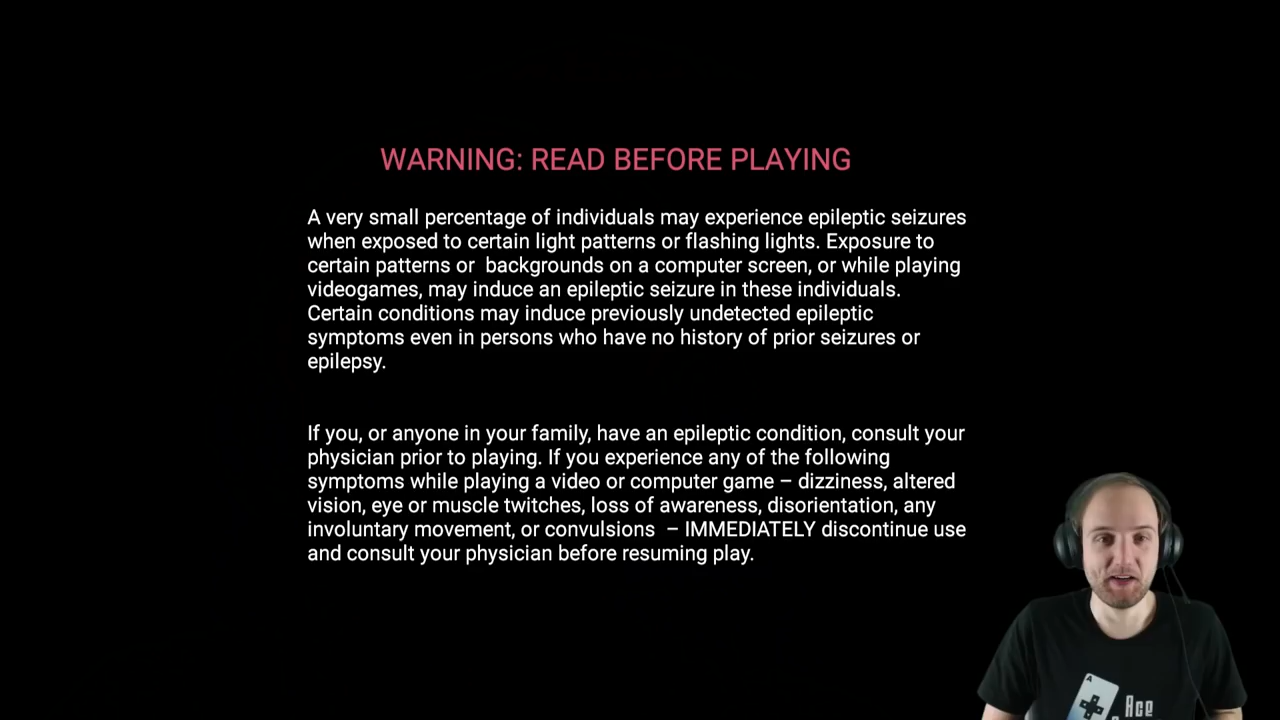 WARNING: READ BEFORE PLAYING
A very small percentage of individuals may experience epileptic seizures
when exposed to certain light patterns or flashing lights. Exposure to
certain patterns or  backgrounds on a computer screen, or while playing
videogames, may induce an epileptic seizure in these individuals.
Certain conditions may induce previously undetected epileptic
symptoms even in persons who have no history of prior seizures or
epilepsy.
If you, or anyone in your family, have an epileptic condition, consult your
physician prior to playing. If you experience any of the following
symptoms while playing a video or computer game – dizziness, altered
vision, eye or muscle twitches, loss of awareness, disorientation, any
involuntary movement, or convulsions  – IMMEDIATELY discontinue use
and consult your physician before resuming play.
A
Ace